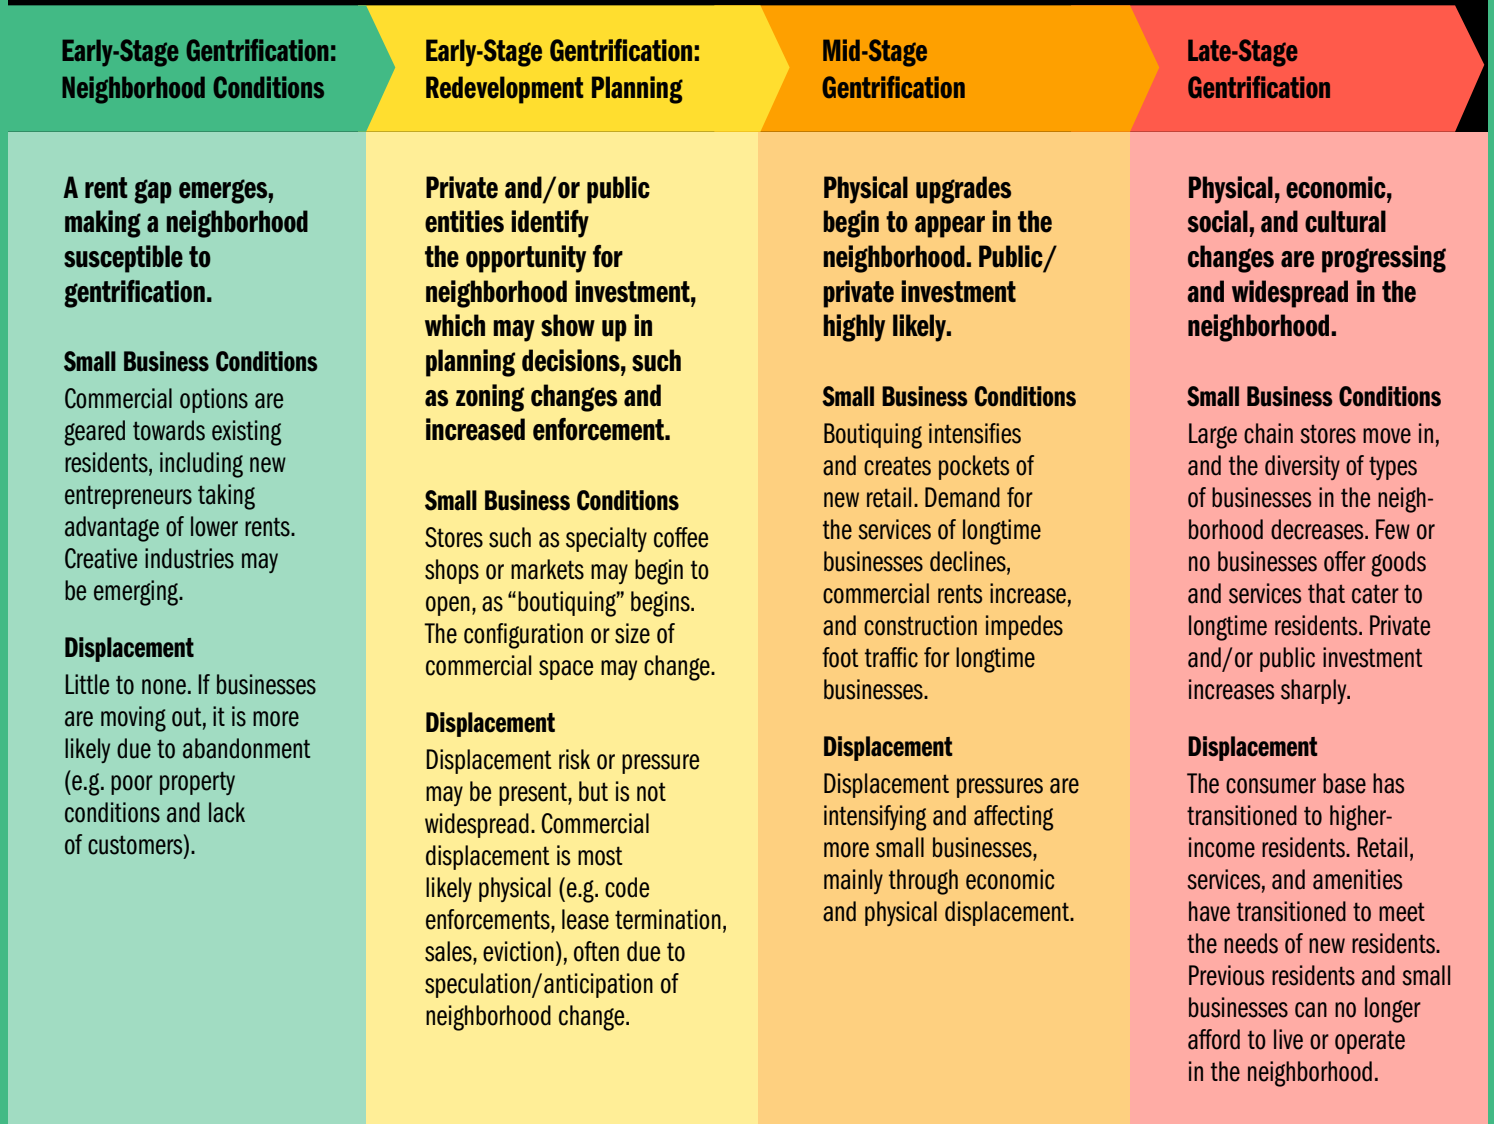 Early-Stage Gentrification:
Neighborhood Conditions
A rent gap emerges,
making a neighborhood
susceptible to
gentrification.
Small Business Conditions
Commercial options are
geared towards existing
residents, including new
entrepreneurs taking
advantage of lower rents.
Creative industries may
be emerging.
Displacement
Little to none. If businesses
are moving out, it is more
likely due to abandonment
(e.g. poor property
conditions and lack
of customers).
Early-Stage Gentrification:
Redevelopment Planning
Private and/or public
entities identify
the opportunity for
neighborhood investment,
which may show up in
planning decisions, such
as zoning changes and
increased enforcement.
Small Business Conditions
Stores such as specialty coffee
shops or markets may begin to
open, as “boutiquing” begins.
The configuration or size of
commercial space may change.
Displacement
Displacement risk or pressure
may be present, but is not
widespread. Commercial
displacement is most
likely physical (e.g. code
enforcements, lease termination,
sales, eviction), often due to
speculation/anticipation of
neighborhood change.
Mid-Stage
Gentrification
Physical upgrades
begin to appear in the
neighborhood. Public/
private investment
highly likely.
Small Business Conditions
Boutiquing intensifies
and creates pockets of
new retail. Demand for
the services of longtime
businesses declines,
commercial rents increase,
and construction impedes
foot traffic for longtime
businesses.
Displacement
Displacement pressures are
intensifying and affecting
more small businesses,
mainly through economic
and physical displacement.
Late-Stage
Gentrification
Physical, economic,
social, and cultural
changes are progressing
and widespread in the
neighborhood.
Small Business Conditions
Large chain stores move in,
and the diversity of types
of businesses in the neigh-
borhood decreases. Few or
no businesses offer goods
and services that cater to
longtime residents. Private
and/or public investment
increases sharply.
Displacement
The consumer base has
transitioned to higher-
income residents. Retail,
services, and amenities
have transitioned to meet
the needs of new residents.
Previous residents and small
businesses can no longer
afford to live or operate
in the neighborhood.